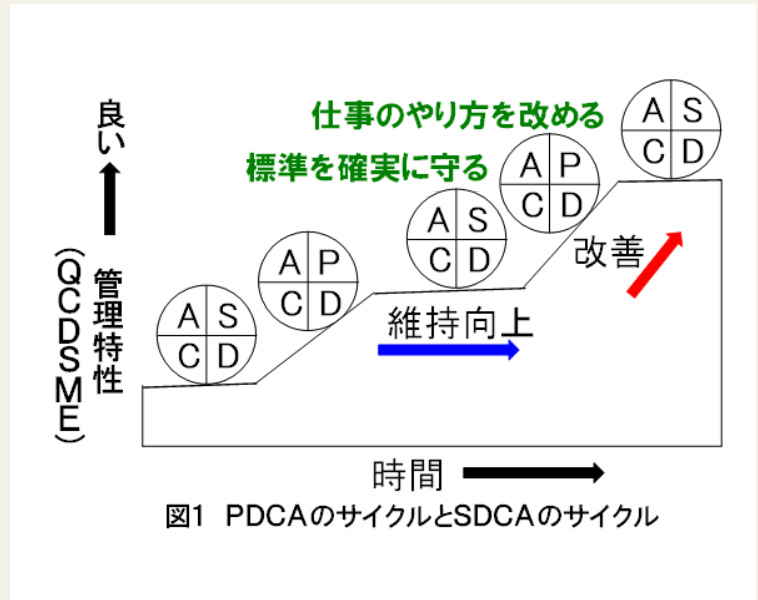 良い
管理特性
(QCDSME)
仕事のやり方を改める
標準を確実に守る
A S
C D
A P
C D
A S
C D
A P
C D
A S
C D
維持向上
改善
時間
図1 PDCAのサイクルとSDCAのサイクル